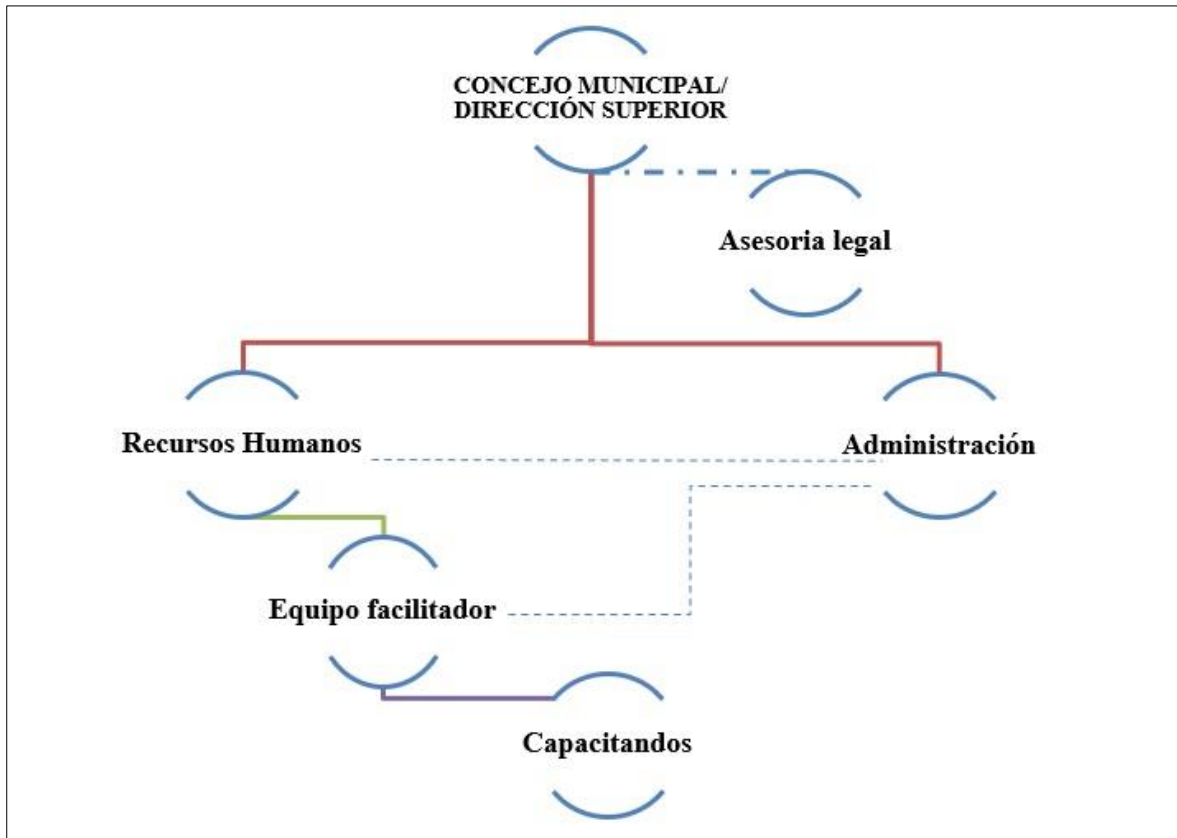 CONCEJO MUNICIPAL/
DIRECCIÓN SUPERIOR
Asesoria legal
Recursos Humanos
Administración
Equipo facilitador
Capacitandos